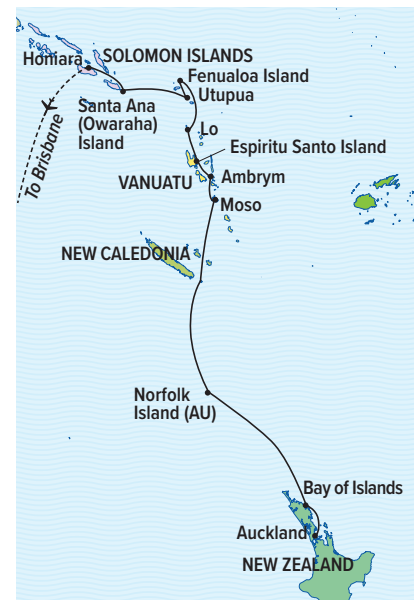 Honiara
SOLOMON ISLANDS
Fenualoa Island
Utupua
Santa Ana
(Owaraha)
Island
To Brisbane
Lo
Espiritu Santo Island
VANUATU
Ambrym
Moso
NEW CALEDONIA
Norfolk
Island (AU)
Bay of Islands
Auckland
NEW ZEALAND